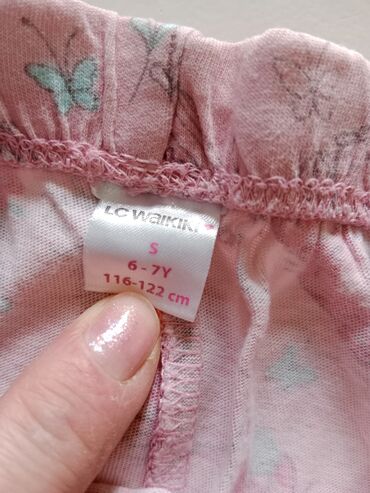 LC WAIKIKI
S
6 - 7Y
116-122 cm